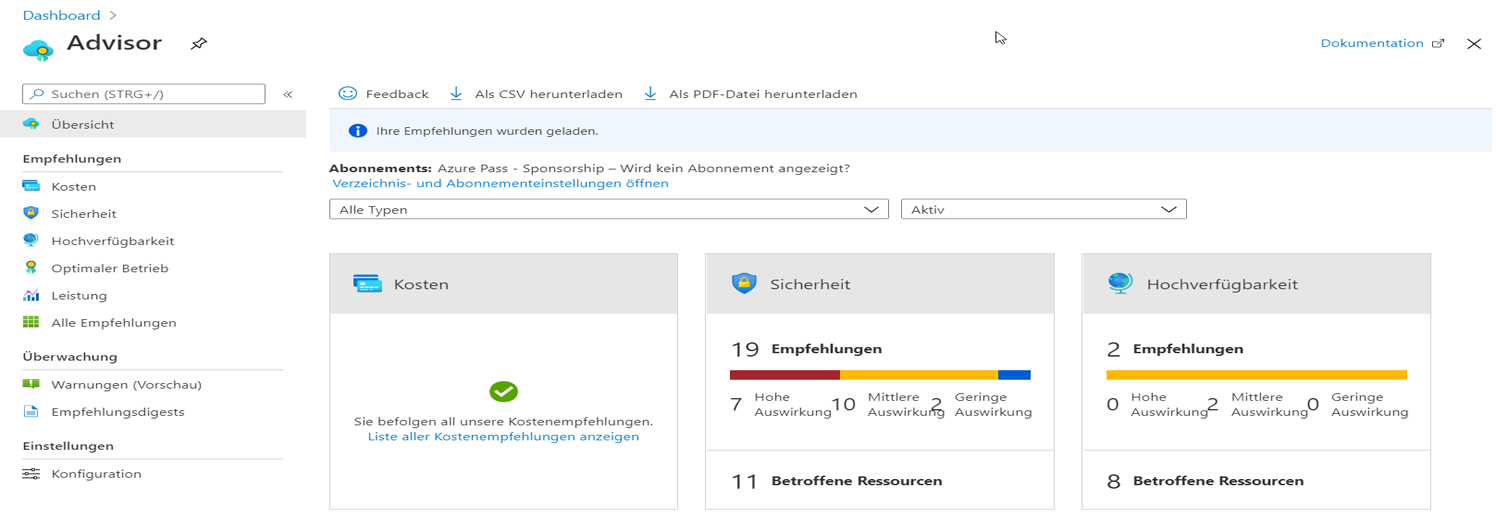 Dashboard >
Advisor
Dokumentation
Suchen (STRG+/)
«
Übersicht
Empfehlungen
Kosten
Sicherheit
Hochverfügbarkeit
Optimaler Betrieb
Leistung
Alle Empfehlungen
Überwachung
Warnungen (Vorschau)
Empfehlungsdigests
Einstellungen
Konfiguration
Feedback Als CSV herunterladen Als PDF-Datei herunterladen
Ihre Empfehlungen wurden geladen.
Abonnements: Azure Pass - Sponsorship – Wird kein Abonnement angezeigt?
Verzeichnis- und Abonnementeinstellungen öffnen
Alle Typen Aktiv
Kosten
Sie befolgen all unsere Kostenempfehlungen.
Liste aller Kostenempfehlungen anzeigen
Sicherheit
19 Empfehlungen
7 Hohe Auswirkung 10 Mittlere Auswirkung 2 Geringe Auswirkung
11 Betroffene Ressourcen
Hochverfügbarkeit
2 Empfehlungen
0 Hohe Auswirkung 2 Mittlere Auswirkung 0 Geringe Auswirkung
8 Betroffene Ressourcen